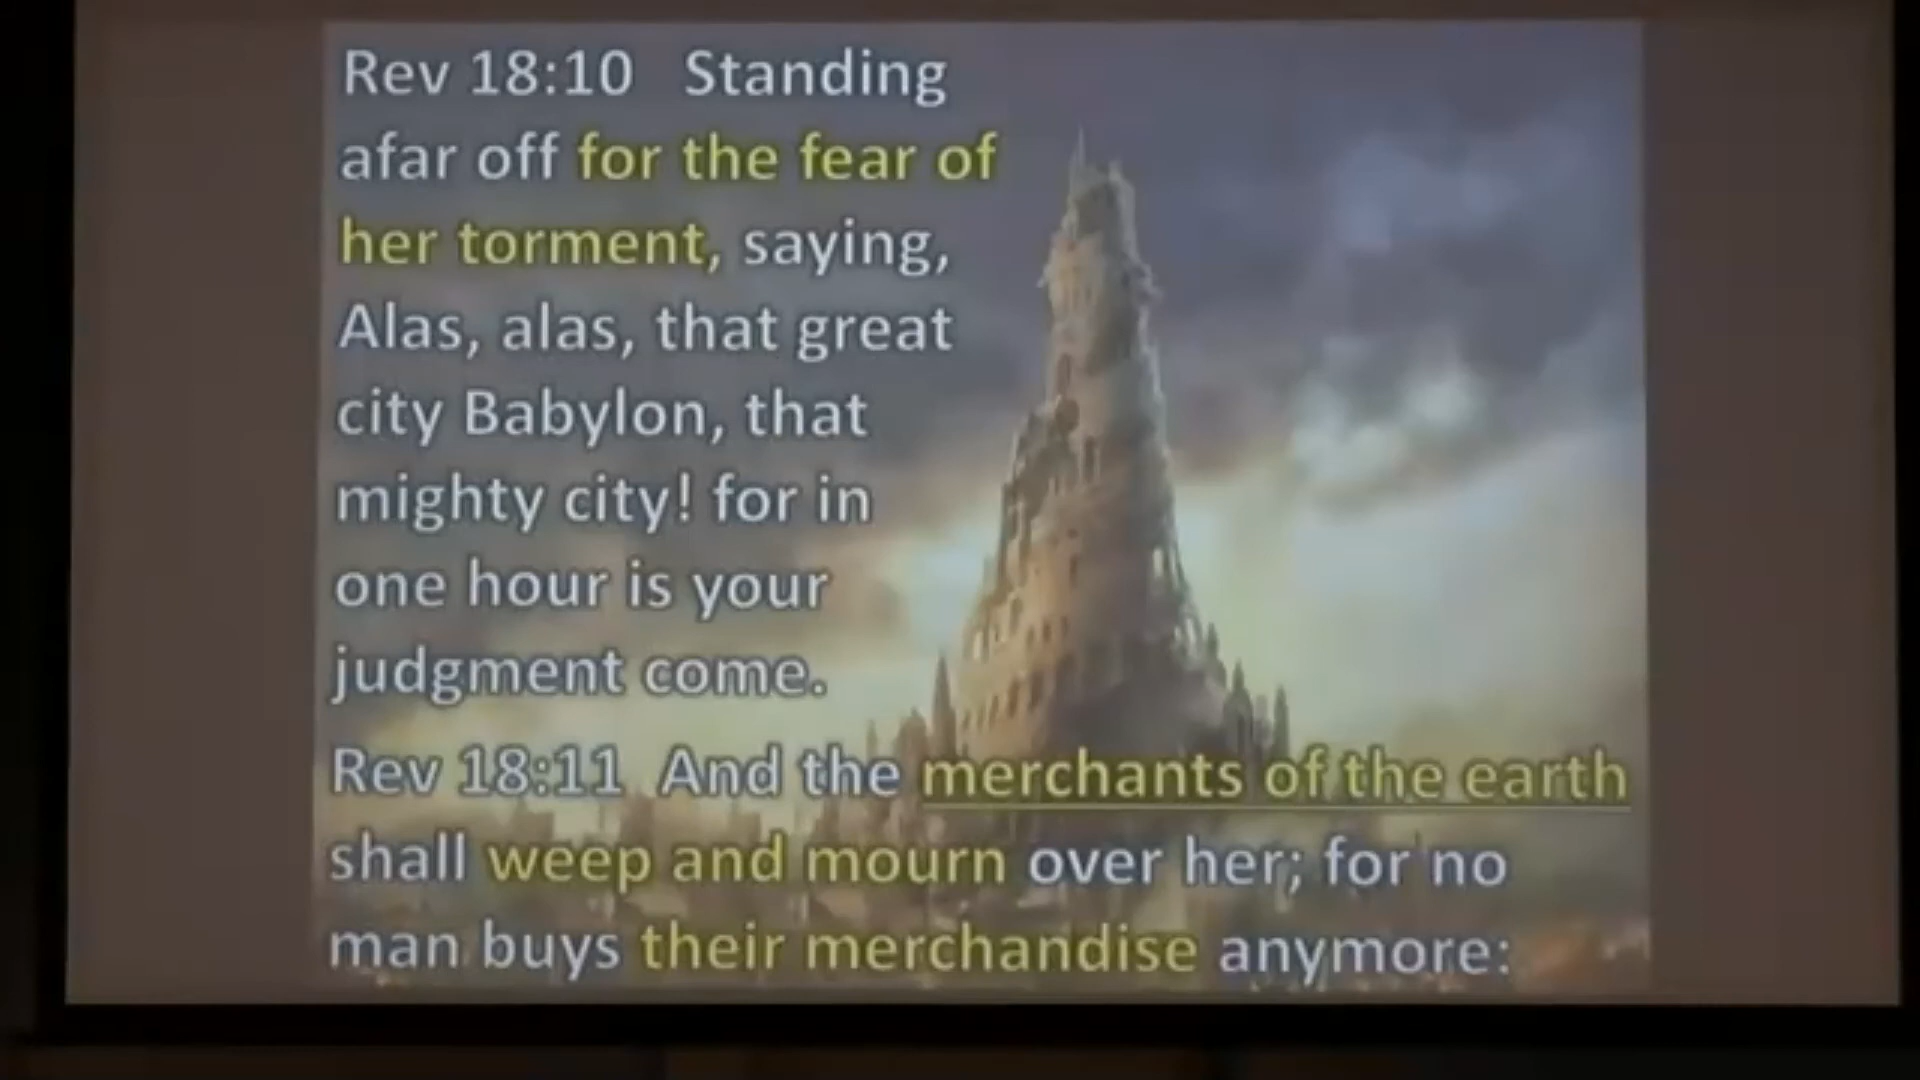 Rev 18:10 Standing
afar off for the fear of
her torment, saying,
Alas, alas, that great
city Babylon, that
mighty city! for in
one hour is your
judgment come.
Rev 18:11 And the merchants of the earth
shall weep and mourn over her; for no
man buys their merchandise anymore: